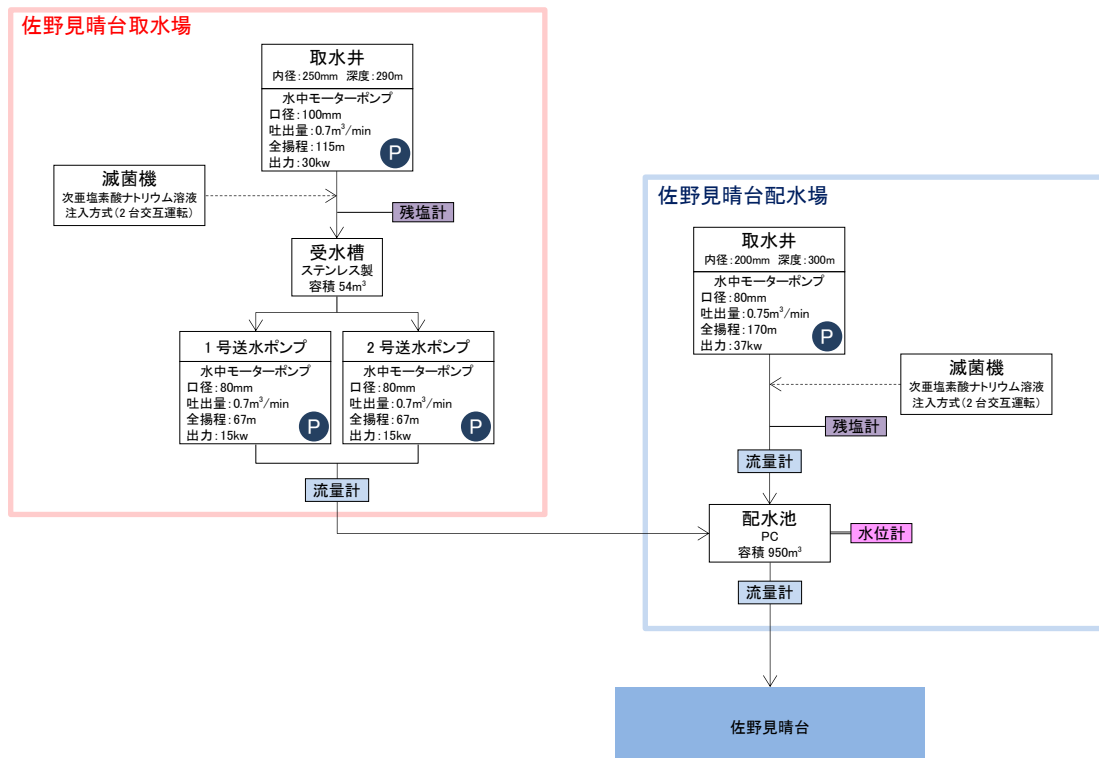 佐野見晴台取水場
取水井
内径：250mm 深度：290m
水中モーターポンプ
口径：100mm
吐出量：0.7m³/min
全揚程：115m
出力：30kw
P
滅菌機
次亜塩素酸ナトリウム溶液
注入方式（2台交互運転）
残塩計
受水槽
ステンレス製
容積 54m³
1号送水ポンプ
水中モーターポンプ
口径：80mm
吐出量：0.7m³/min
全揚程：67m
出力：15kw
P
2号送水ポンプ
水中モーターポンプ
口径：80mm
吐出量：0.7m³/min
全揚程：67m
出力：15kw
P
流量計
佐野見晴台配水場
取水井
内径：200mm 深度：300m
水中モーターポンプ
口径：80mm
吐出量：0.75m³/min
全揚程：170m
出力：37kw
P
滅菌機
次亜塩素酸ナトリウム溶液
注入方式（2台交互運転）
残塩計
流量計
配水池
PC
容積 950m³
水位計
流量計
佐野見晴台